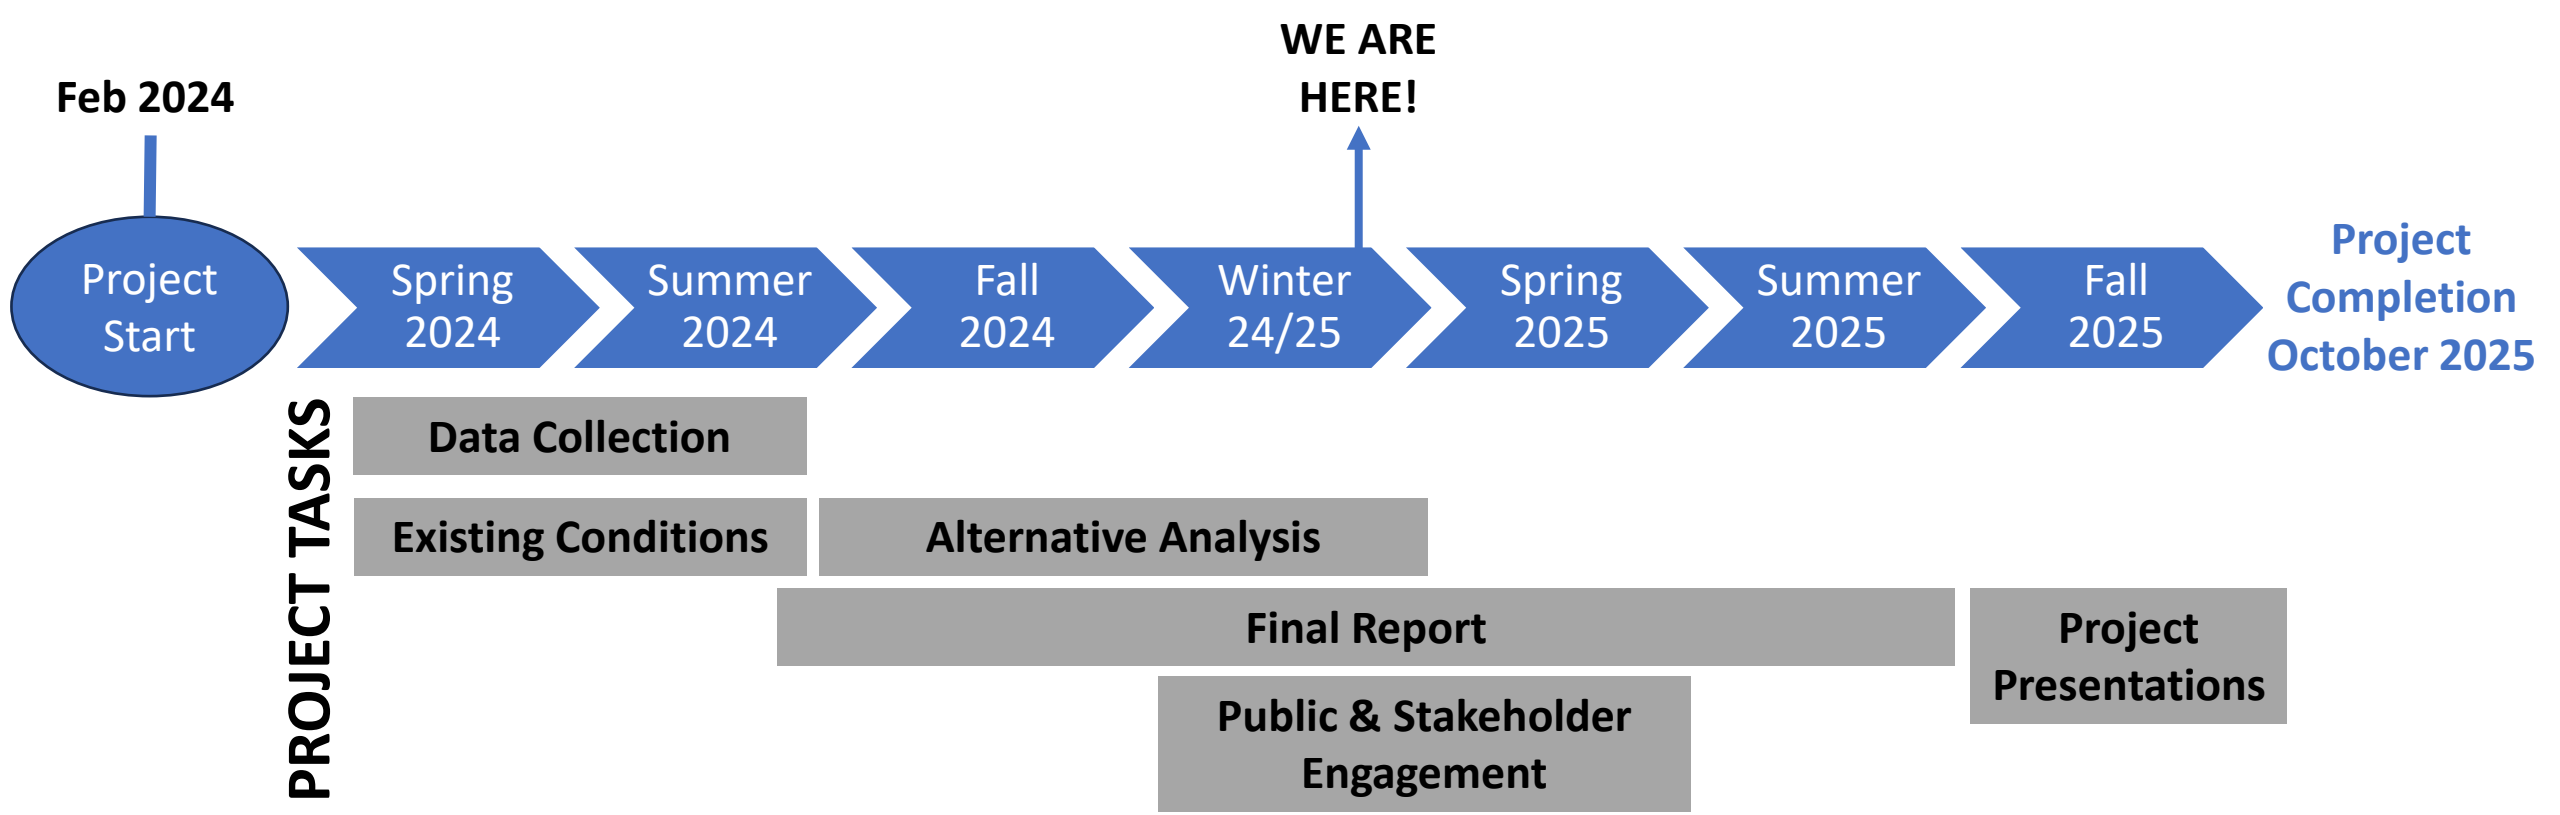 WE ARE
HERE!
Feb 2024
Project
Start
Spring
2024
Summer
2024
Fall
2024
Winter
24/25
Spring
2025
Summer
2025
Fall
2025
Project
Completion
October 2025
PROJECT TASKS
Data Collection
Existing Conditions
Alternative Analysis
Final Report
Project
Presentations
Public & Stakeholder
Engagement